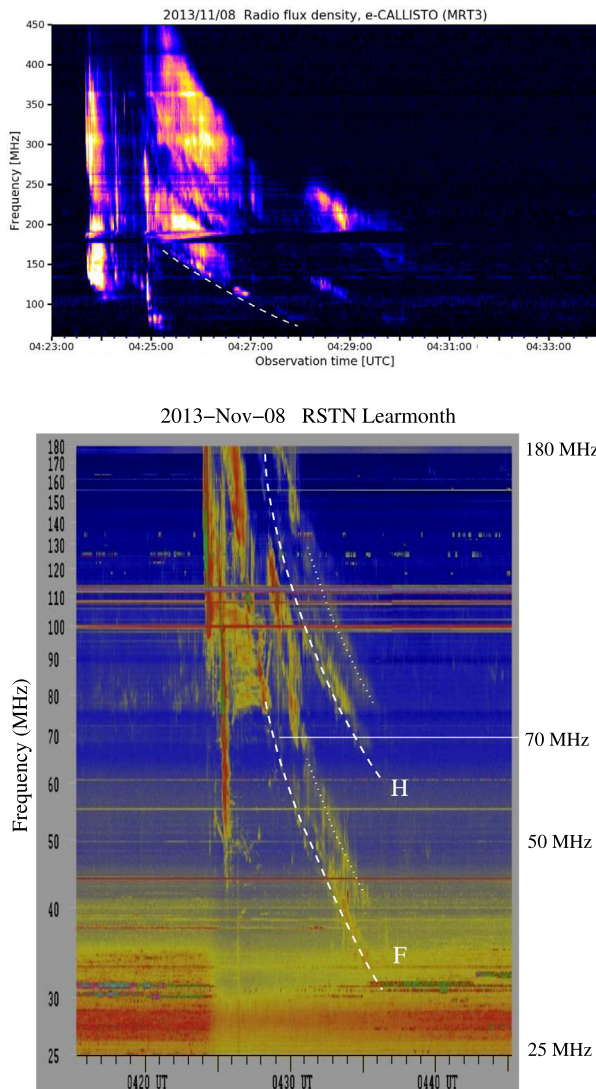 2013/11/08 Radio flux density, e-CALLISTO (MRT3)
450
400
350
300
250
200
150
100
Frequency [MHz]
04:23:00 04:25:00 04:27:00 04:29:00 04:31:00 04:33:00
Observation time [UTC]
2013−Nov−08 RSTN Learmonth
180
170
160
150
140
130
120
110
100
90
80
70
60
50
40
30
25
Frequency (MHz)
180 MHz
70 MHz
H
50 MHz
F
25 MHz
0420 UT 0430 UT 0440 UT